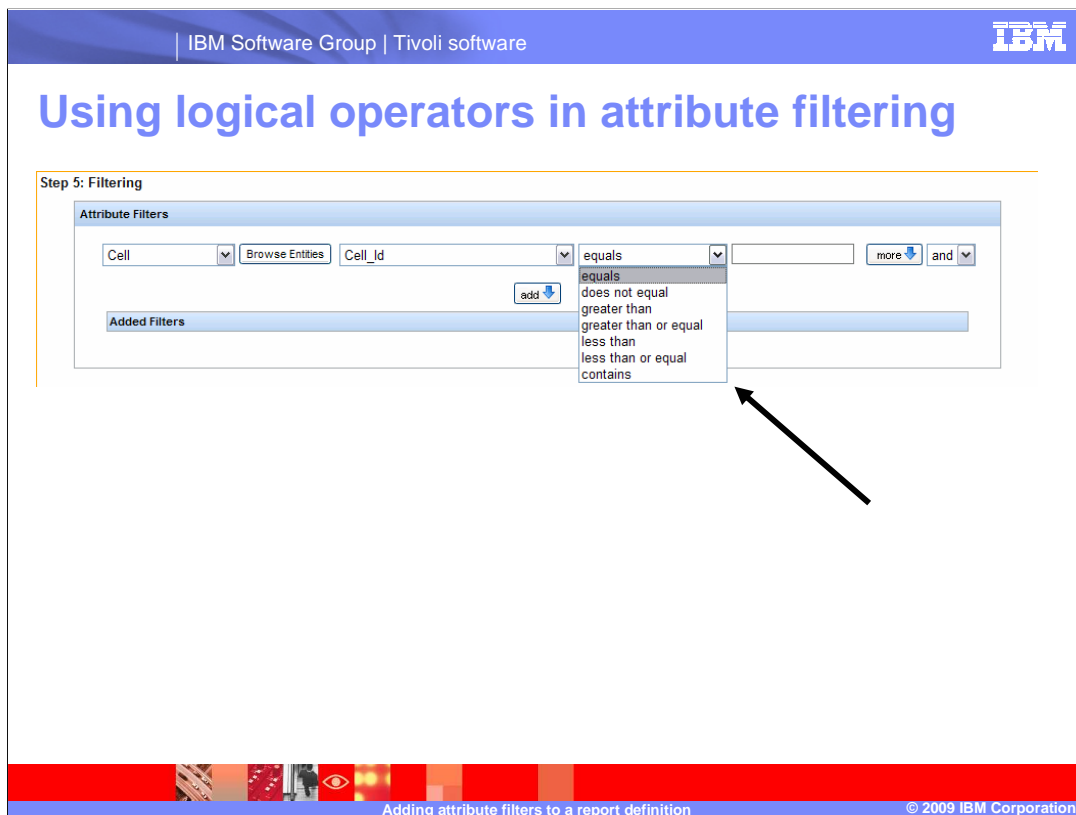 IBM Software Group | Tivoli software
IBM
Using logical operators in attribute filtering
Step 5: Filtering
Attribute Filters
Cell Browse Entities Cell_Id equals more and
equals
does not equal
greater than
greater than or equal
less than
less than or equal
contains
add
Added Filters
Adding attribute filters to a report definition
© 2009 IBM Corporation